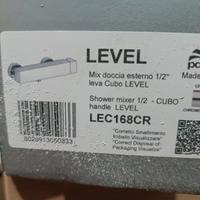 LEVEL
Mix doccia esterno 1/2"
leva Cubo LEVEL
Made
Shower mixer 1/2 - CUBO
handle LEVEL
LEC168CR
"Corretto Smaltimento
Imballo Visualizzare"
"Correct Disposal of
Packaging Visualize"